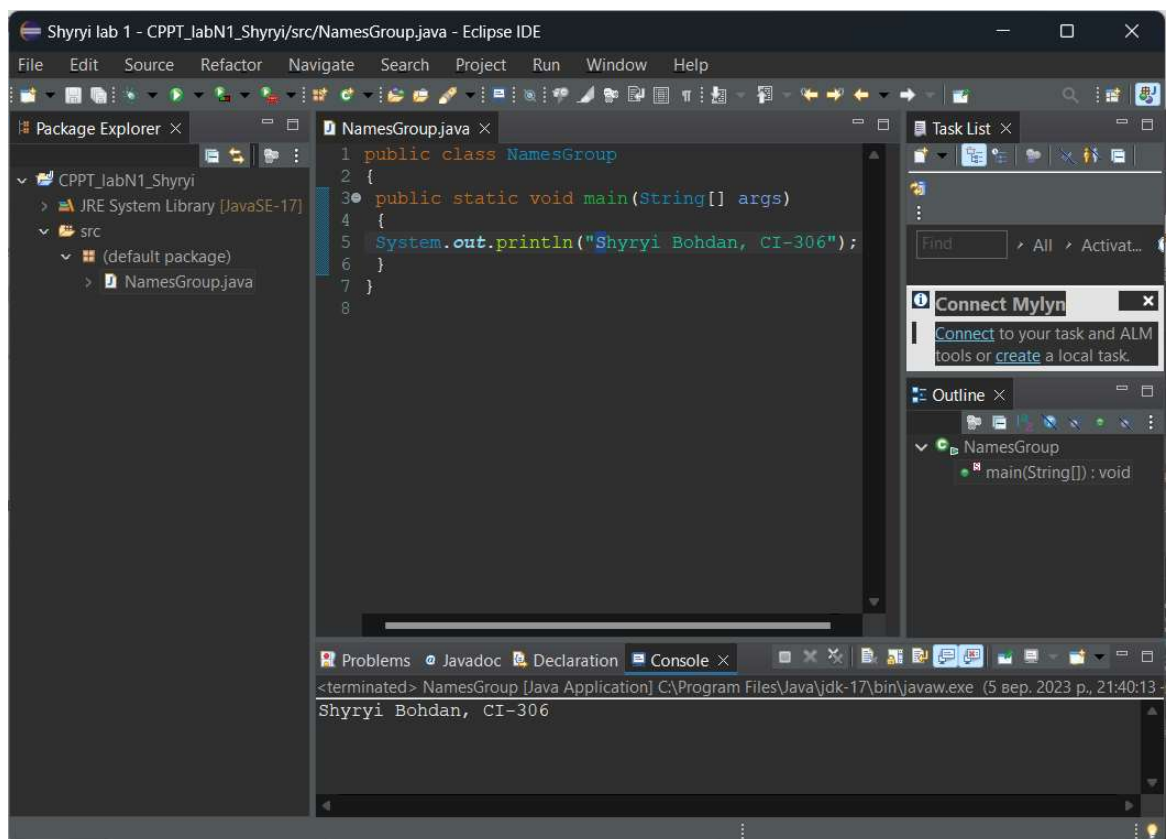 Shyryi lab 1 - CPPT_labN1_Shyryi/src/NamesGroup.java - Eclipse IDE
File Edit Source Refactor Navigate Search Project Run Window Help
Package Explorer
CPPT_labN1_Shyryi
JRE System Library [JavaSE-17]
src
(default package)
NamesGroup.java
NamesGroup.java
1 public class NamesGroup
2 {
3 public static void main(String[] args)
4 {
5 System.out.println("Shyryi Bohdan, CI-306");
6 }
7 }
8
Task List
Find All Activat...
Connect Mylyn
Connect to your task and ALM
tools or create a local task.
Outline
NamesGroup
main(String[]) : void
Problems Javadoc Declaration Console
<terminated> NamesGroup [Java Application] C:\Program Files\Java\jdk-17\bin\javaw.exe (5 вер. 2023 р., 21:40:13 -
Shyryi Bohdan, CI-306